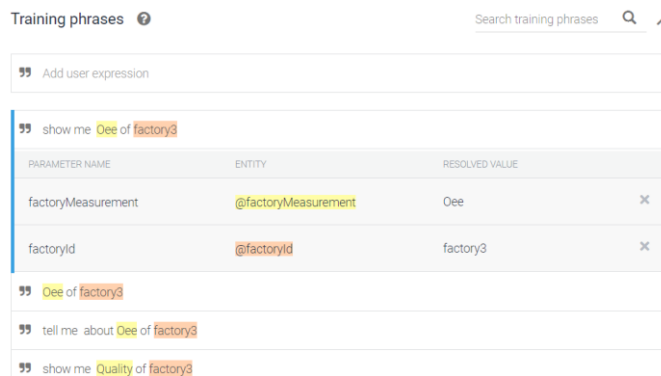 Training phrases ?
Search training phrases
Add user expression
show me Oee of factory3
PARAMETER NAME ENTITY RESOLVED VALUE
factoryMeasurement @factoryMeasurement Oee
factoryId @factoryId factory3
Oee of factory3
tell me about Oee of factory3
show me Quality of factory3